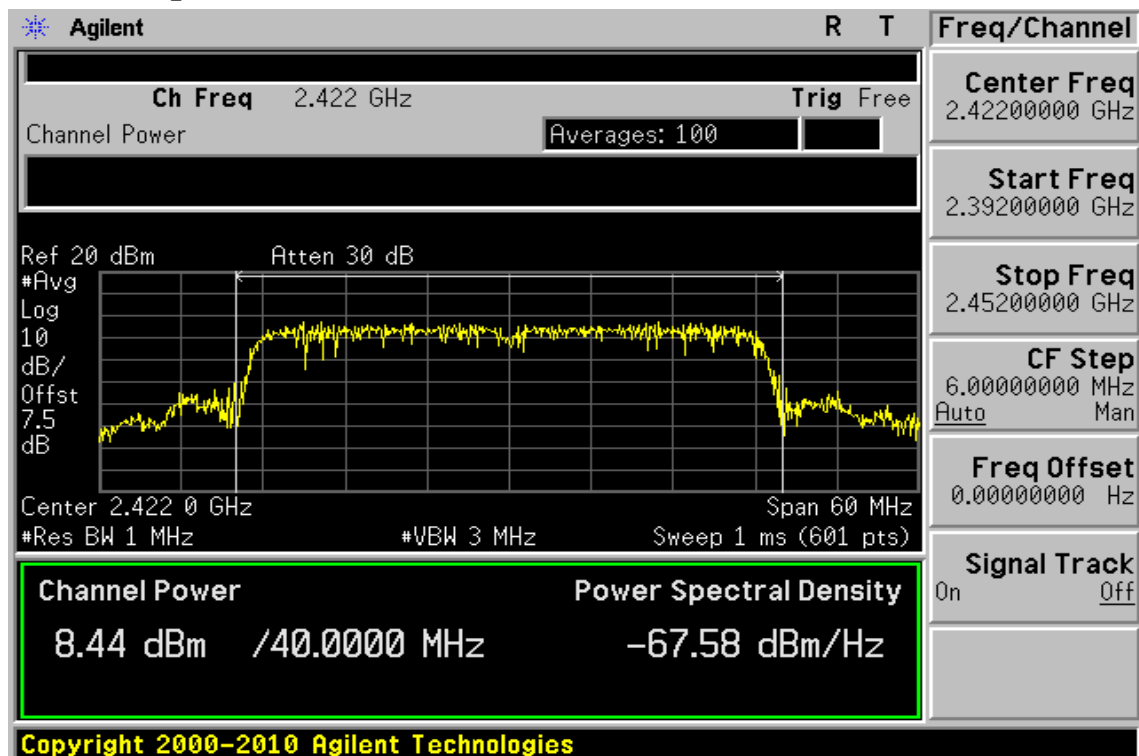 Agilent R T Freq/Channel
Ch Freq 2.422 GHz Trig Free
Channel Power Averages: 100
Center Freq
2.42200000 GHz
Start Freq
2.39200000 GHz
Stop Freq
2.45200000 GHz
CF Step
6.00000000 MHz
Auto Man
Freq Offset
0.00000000 Hz
Signal Track
On Off
Ref 20 dBm Atten 30 dB
#Avg
Log
10
dB/
Offst
7.5
dB
Center 2.422 0 GHz Span 60 MHz
#Res BW 1 MHz #VBW 3 MHz Sweep 1 ms (601 pts)
Channel Power Power Spectral Density
8.44 dBm /40.0000 MHz -67.58 dBm/Hz
Copyright 2000-2010 Agilent Technologies